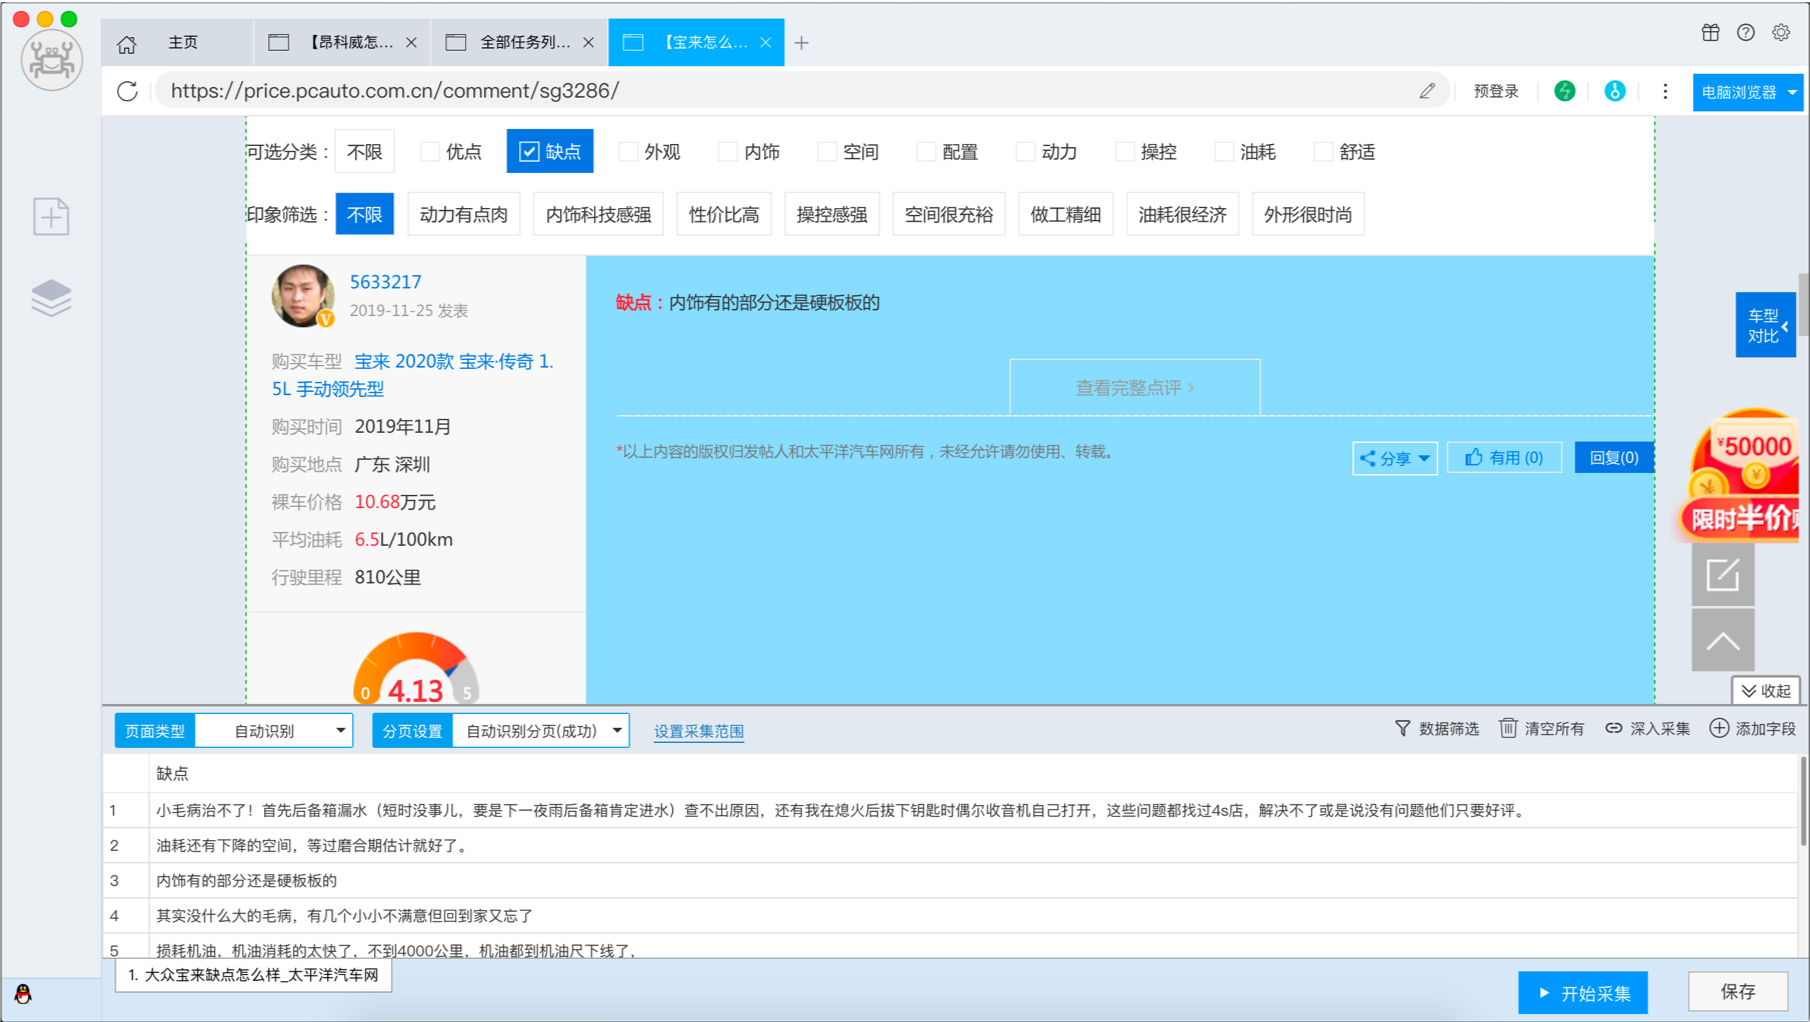 主页
【昂科威怎...
全部任务列...
【宝来怎么...
https://price.pcauto.com.cn/comment/sg3286/
预登录
电脑浏览器
可选分类：
不限
优点
缺点
外观
内饰
空间
配置
动力
操控
油耗
舒适
印象筛选：
不限
动力有点肉
内饰科技感强
性价比高
操控感强
空间很充裕
做工精细
油耗很经济
外形很时尚
5633217
2019-11-25 发表
购买车型 宝来 2020款 宝来·传奇 1.
5L 手动领先型
购买时间 2019年11月
购买地点 广东 深圳
裸车价格 10.68万元
平均油耗 6.5L/100km
行驶里程 810公里
0 4.13 5
缺点：内饰有的部分还是硬板板的
查看完整点评 >
*以上内容的版权归发帖人和太平洋汽车网所有，未经允许请勿使用、转载。
分享
有用 (0)
回复(0)
车型
对比
¥50000
限时半价
收起
页面类型
自动识别
分页设置
自动识别分页(成功)
设置采集范围
数据筛选
清空所有
深入采集
添加字段
缺点
1 小毛病治不了！首先后备箱漏水（短时没事儿，要是下一夜雨后备箱肯定进水）查不出原因，还有我在熄火后拔下钥匙时偶尔收音机自己打开，这些问题都找过4s店，解决不了或是说没有问题他们只要好评。
2 油耗还有下降的空间，等过磨合期估计就好了。
3 内饰有的部分还是硬板板的
4 其实没什么大的毛病，有几个小小不满意但回到家又忘了
5 损耗机油，机油消耗的太快了，不到4000公里，机油都到机油尺下线了，
1. 大众宝来缺点怎么样_太平洋汽车网
开始采集
保存